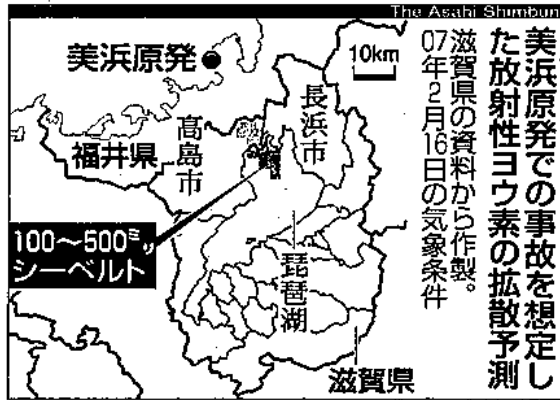 The Asahi Shimbun
美浜原発での事故を想定し
た放射性ヨウ素の拡散予測
滋賀県の資料から作製。
07年2月16日の気象条件
10km
美浜原発
長浜市
高島市
福井県
100〜500㍉
シーベルト
琵琶湖
滋賀県